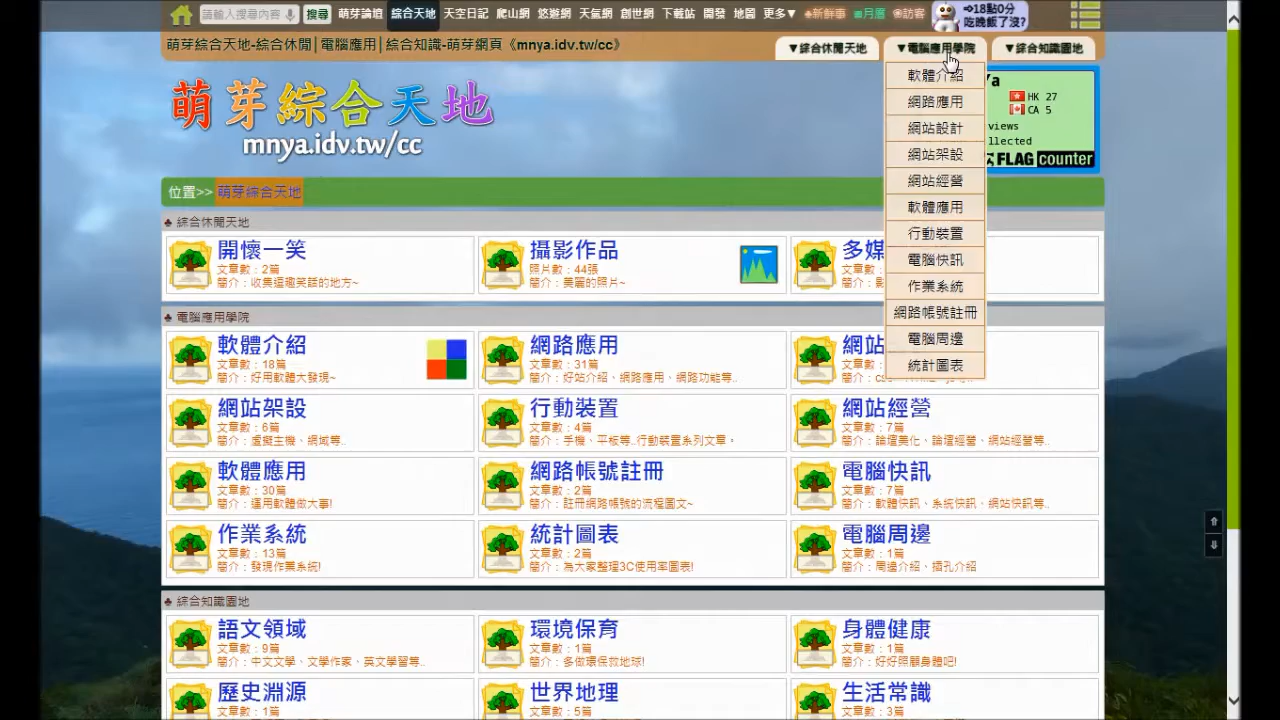 請輸入搜尋內容 搜尋 萌芽論壇 綜合天地 天空日記 爬山網 悠遊網 天氣網 創世網 下載站 開發 地圖 更多▼ ♠新鮮事 月曆 訪客 ⇒18點0分
吃晚飯了沒?
萌芽綜合天地-綜合休閒│電腦應用│綜合知識-萌芽網頁《mnya.idv.tw/cc》
▼綜合休閒天地 ▼電腦應用學院 ▼綜合知識園地
軟體介紹
網路應用
網站設計
網站架設
網站經營
軟體應用
行動裝置
電腦快訊
作業系統
網路帳號註冊
電腦周邊
統計圖表
萌芽綜合天地
mnya.idv.tw/cc
HK 27
CA 5
FLAG counter
位置>> 萌芽綜合天地
♣ 綜合休閒天地
開懷一笑
文章數：2篇
簡介：收集逗趣笑話的地方~
攝影作品
照片數：44張
簡介：美麗的照片~
♣ 電腦應用學院
軟體介紹
文章數：18篇
簡介：好用軟體大發現~
網路應用
文章數：31篇
簡介：好站介紹、網路應用、網路功能等..
網站架設
文章數：6篇
簡介：虛擬主機、網域等..
行動裝置
文章數：4篇
簡介：手機、平板等..行動裝置系列文章。
網站經營
文章數：7篇
簡介：論壇美化、論壇經營、網站經營等..
軟體應用
文章數：30篇
簡介：運用軟體做大事!
網路帳號註冊
文章數：2篇
簡介：註冊網路帳號的流程圖文~
電腦快訊
文章數：7篇
簡介：軟體快訊、系統快訊、網站快訊等..
作業系統
文章數：13篇
簡介：發現作業系統!
統計圖表
文章數：2篇
簡介：為大家整理3C使用率圖表!
電腦周邊
文章數：1篇
簡介：周邊介紹、插孔介紹
♣ 綜合知識園地
語文領域
文章數：9篇
簡介：中文文學、文學作家、英文學習等..
環境保育
文章數：1篇
簡介：多做環保救地球!
身體健康
文章數：1篇
簡介：好好照顧身體吧!
歷史淵源
世界地理
文章數：5篇
生活常識
文章數：3篇